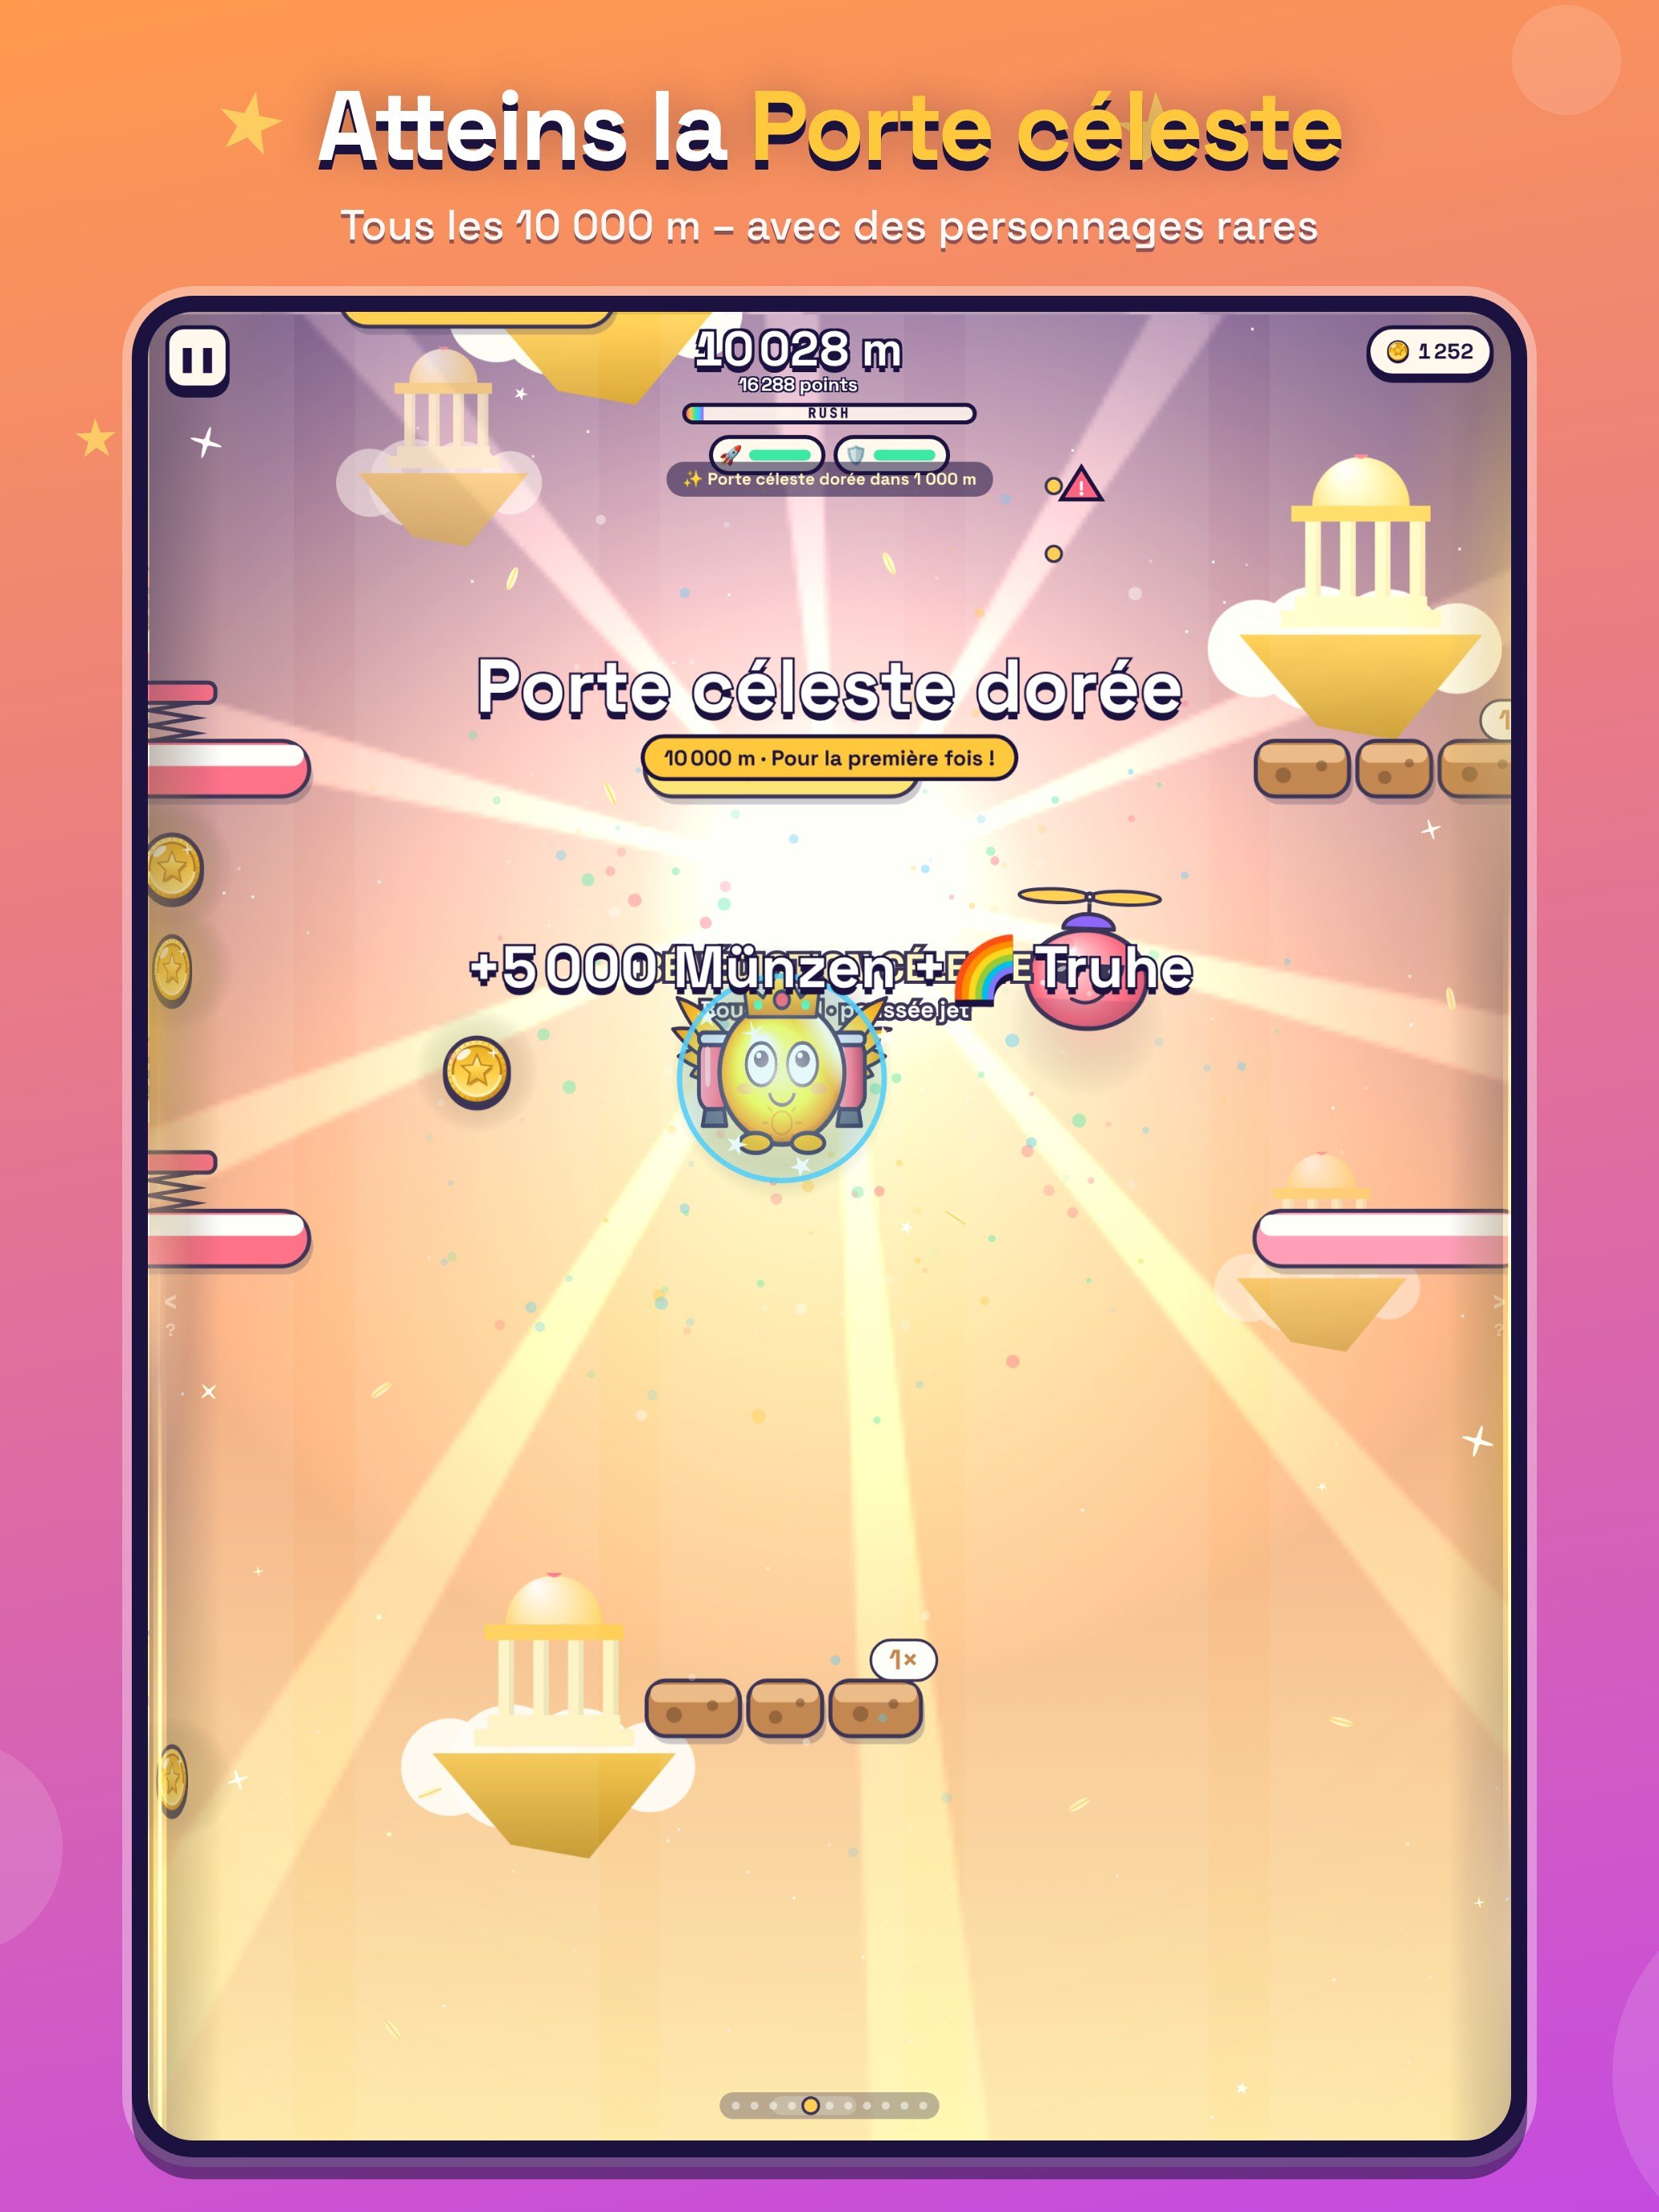 Atteins la Porte céleste
Tous les 10 000 m – avec des personnages rares
10 028 m
1 252
16 288 points
RUSH
✨ Porte céleste dorée dans 1 000 m
!
Porte céleste dorée
10 000 m · Pour la première fois !
+5 000 Münzen + 🌈 Truhe
< ?
> ?
1×